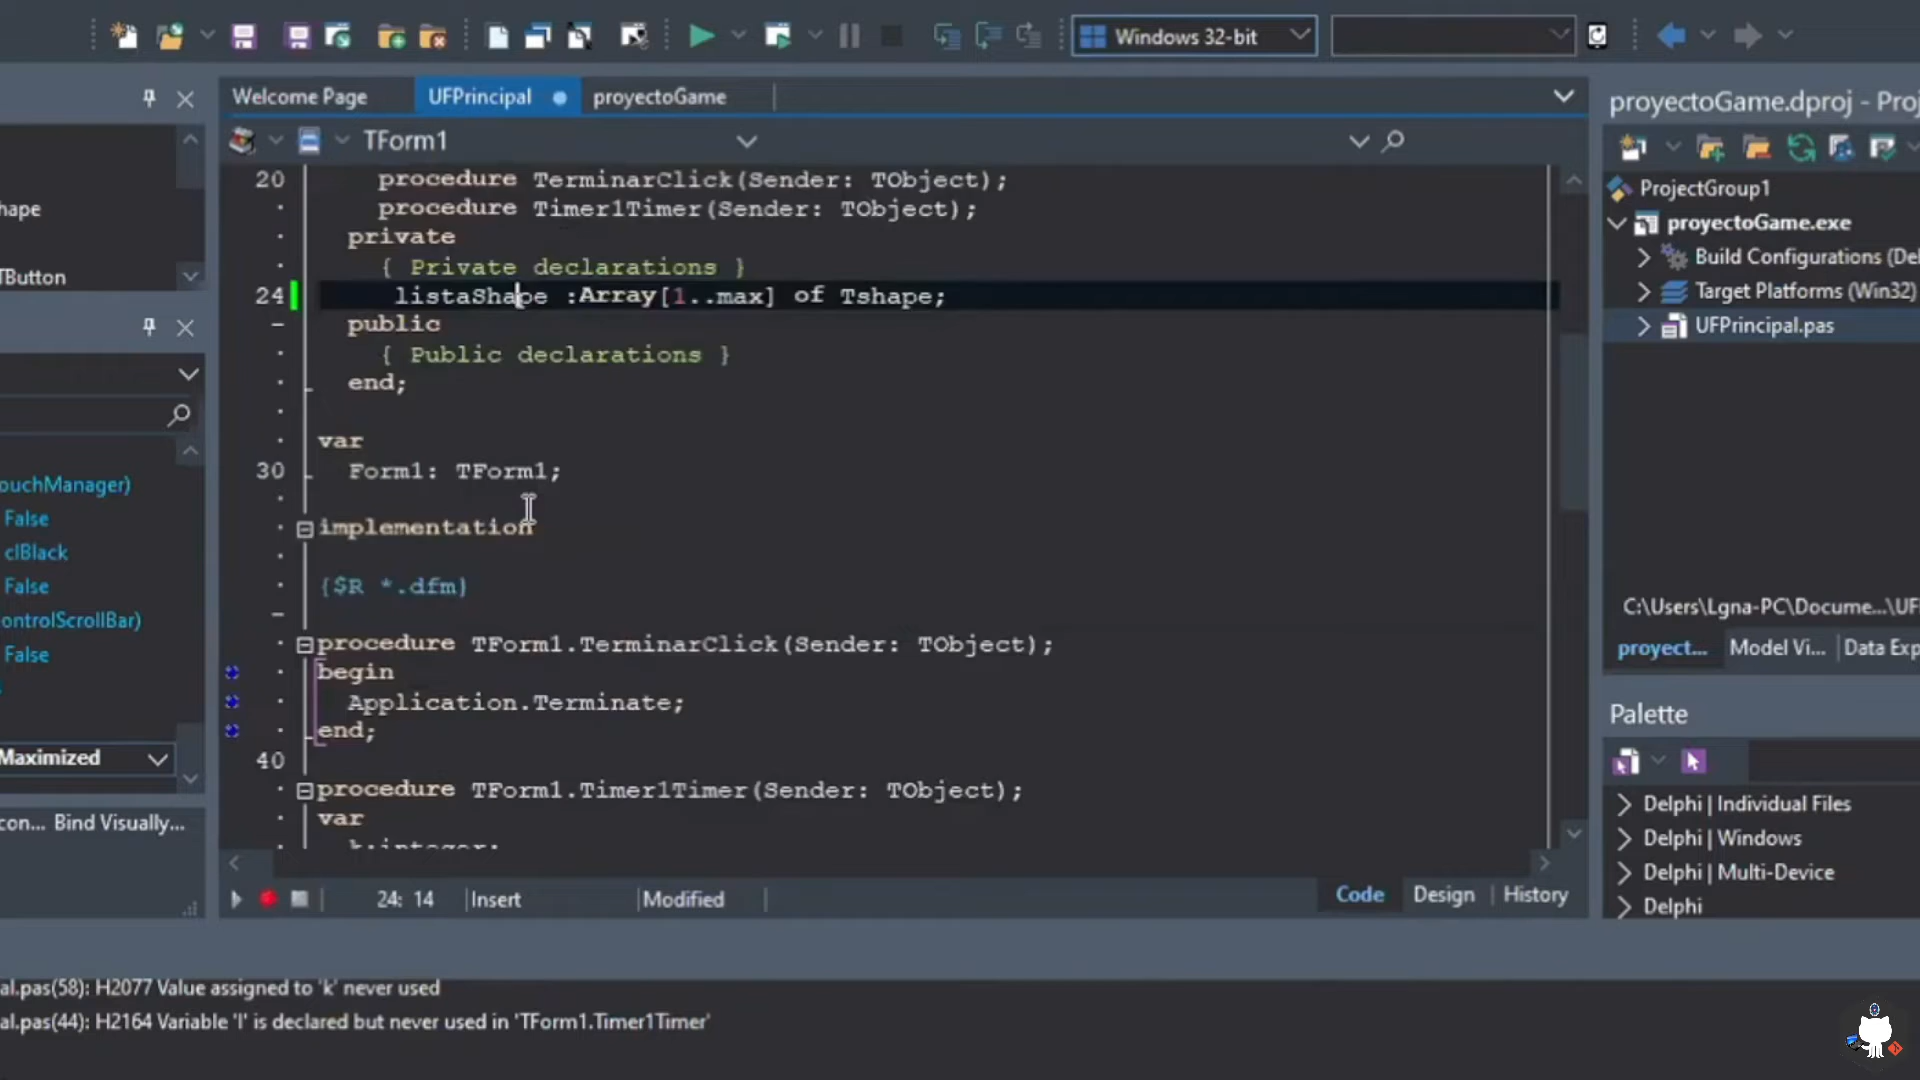 Windows 32-bit
Welcome Page
UFPrincipal
proyectoGame
proyectoGame.dproj - Proj
TForm1
hape
TButton
ouchManager)
False
clBlack
False
ontrolScrollBar)
False
Maximized
con... Bind Visually...
20 procedure TerminarClick(Sender: TObject);
procedure Timer1Timer(Sender: TObject);
private
{ Private declarations }
24 listaShape :Array[1..max] of Tshape;
public
{ Public declarations }
end;
var
30 Form1: TForm1;
implementation
{$R *.dfm}
procedure TForm1.TerminarClick(Sender: TObject);
begin
Application.Terminate;
end;
40
procedure TForm1.Timer1Timer(Sender: TObject);
var
k:integer;
24: 14 Insert Modified
Code Design History
ProjectGroup1
proyectoGame.exe
Build Configurations (Del
Target Platforms (Win32)
UFPrincipal.pas
C:\Users\Lgna-PC\Docume...\UF
proyect... Model Vi... Data Exp
Palette
Delphi | Individual Files
Delphi | Windows
Delphi | Multi-Device
Delphi
al.pas(58): H2077 Value assigned to 'k' never used
al.pas(44): H2164 Variable 'I' is declared but never used in 'TForm1.Timer1Timer'